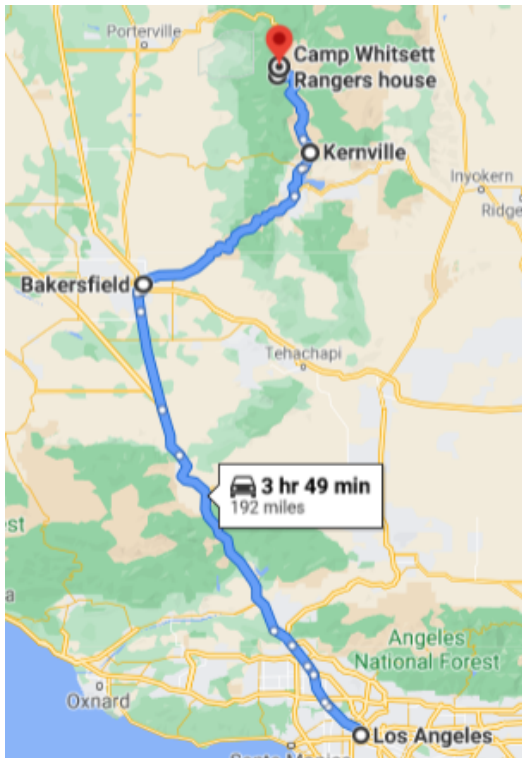 Porterville
Camp Whitsett
Rangers house
Kernville
Inyokern
Ridge
Bakersfield
Tehachapi
3 hr 49 min
192 miles
est
a
Angeles
National Forest
Oxnard
Los Angeles